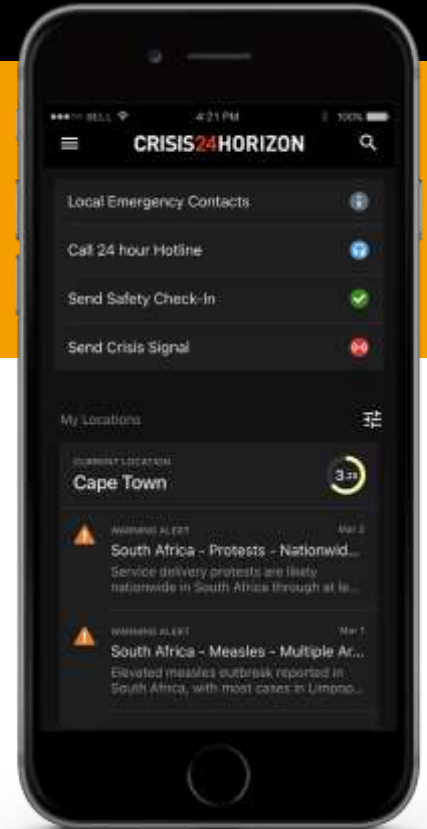 BELL 4:21 PM 100%
CRISIS24HORIZON
Local Emergency Contacts
Call 24 hour Hotline
Send Safety Check-In
Send Crisis Signal
My Locations
CURRENT LOCATION
Cape Town
3.25
WARNING ALERT Mar 2
South Africa - Protests - Nationwid...
Service delivery protests are likely
nationwide in South Africa through at le...
WARNING ALERT Mar 1
South Africa - Measles - Multiple Ar...
Elevated measles outbreak reported in
South Africa, with most cases in Limpop...